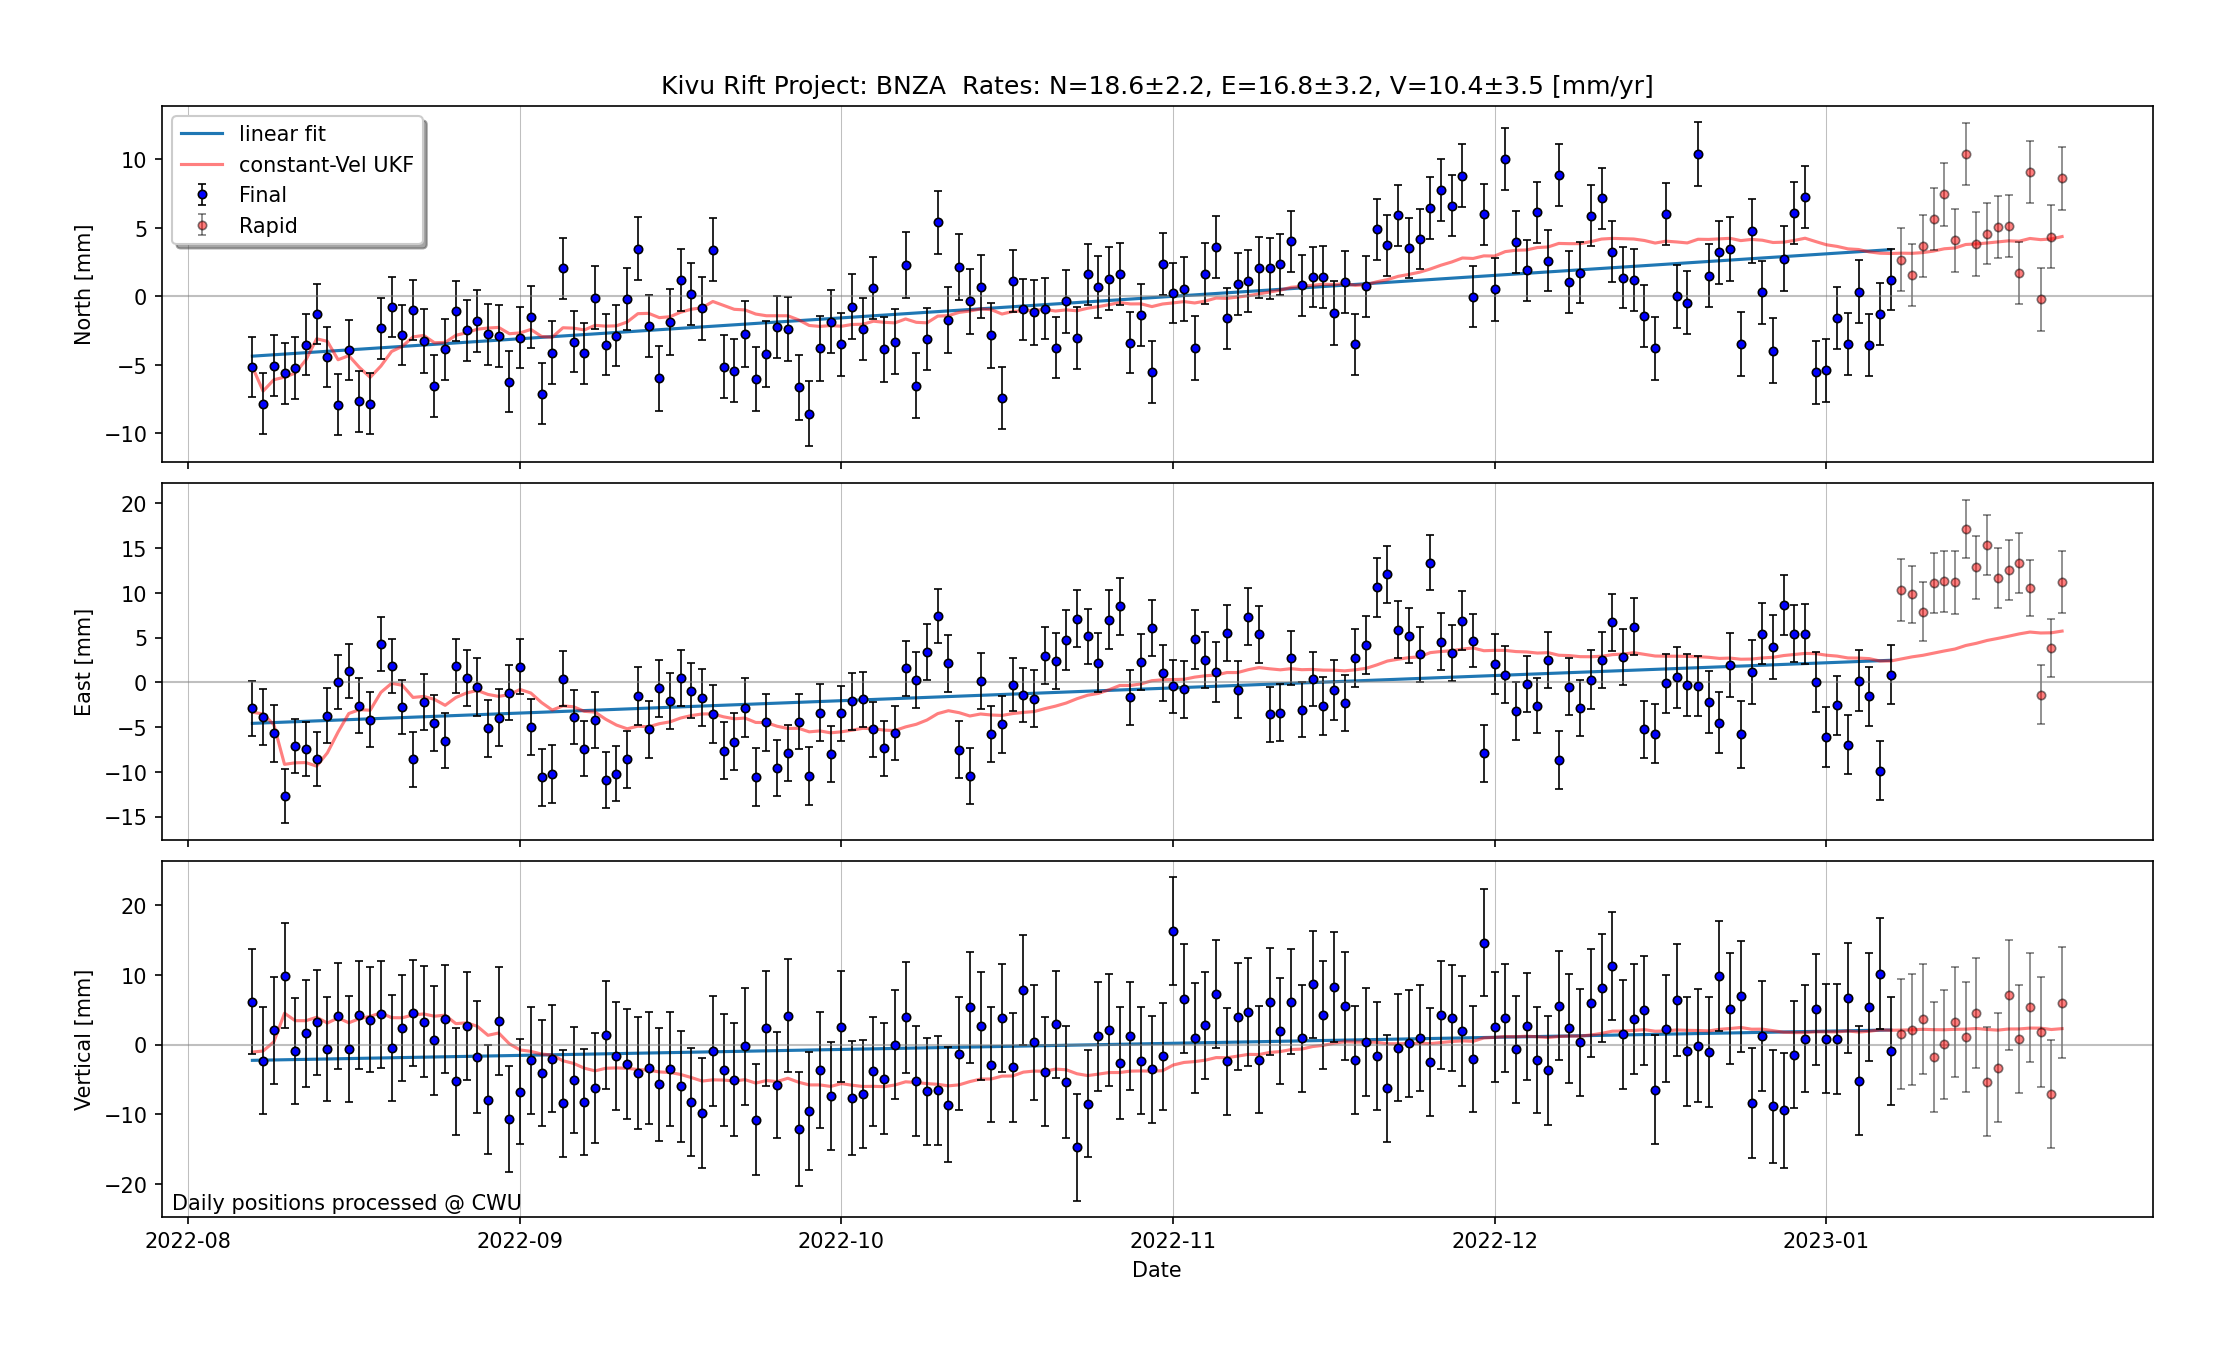 Kivu Rift Project: BNZA  Rates: N=18.6±2.2, E=16.8±3.2, V=10.4±3.5 [mm/yr]
linear fit
constant-Vel UKF
Final
Rapid
North [mm]
10
5
0
−5
−10
East [mm]
20
15
10
5
0
−5
−10
−15
Vertical [mm]
20
10
0
−10
−20
Daily positions processed @ CWU
2022-08 2022-09 2022-10 2022-11 2022-12 2023-01
Date